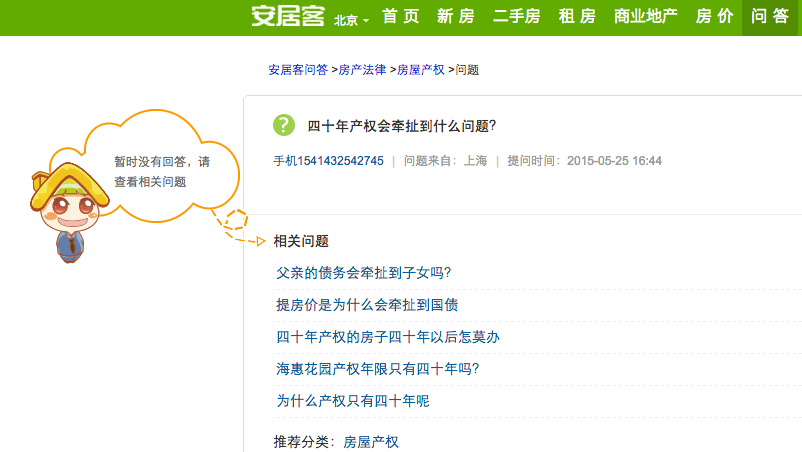 安居客 北京 首 页 新 房 二手房 租 房 商业地产 房 价 问 答
安居客问答 >房产法律 >房屋产权 >问题
? 四十年产权会牵扯到什么问题?
手机1541432542745 | 问题来自：上海 | 提问时间：2015-05-25 16:44
暂时没有回答，请
查看相关问题
相关问题
父亲的债务会牵扯到子女吗?
提房价是为什么会牵扯到国债
四十年产权的房子四十年以后怎莫办
海惠花园产权年限只有四十年吗?
为什么产权只有四十年呢
推荐分类：房屋产权